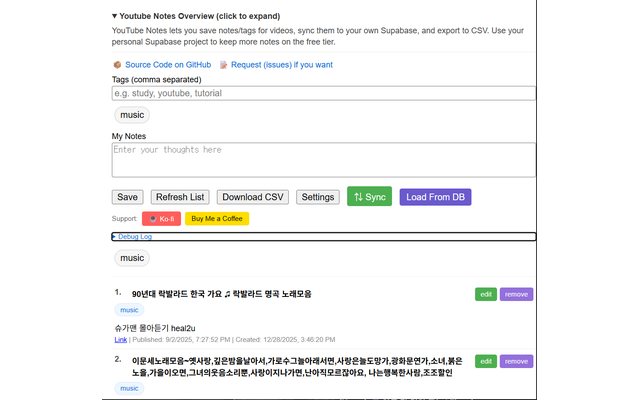 ▼ Youtube Notes Overview (click to expand)
YouTube Notes lets you save notes/tags for videos, sync them to your own Supabase, and export to CSV. Use your
personal Supabase project to keep more notes on the free tier.
Source Code on GitHub Request (issues) if you want
Tags (comma separated)
e.g. study, youtube, tutorial
music
My Notes
Enter your thoughts here
Save Refresh List Download CSV Settings Sync Load From DB
Support: Ko-fi Buy Me a Coffee
Debug Log
music
1. 90년대 락발라드 한국 가요 ♫ 락발라드 명곡 노래모음 edit remove
music
슈가맨 몰아듣기 heal2u
Link | Published: 9/2/2025, 7:27:52 PM | Created: 12/28/2025, 3:46:20 PM
2. 이문세노래모음~옛사랑,깊은밤을날아서,가로수그늘아래서면,사랑은늘도망가,광화문연가,소녀,붉은 edit remove
노을,가을이오면,그녀의웃음소리뿐,사랑이지나가면,난아직모르잖아요, 나는행복한사람,조조할인
music